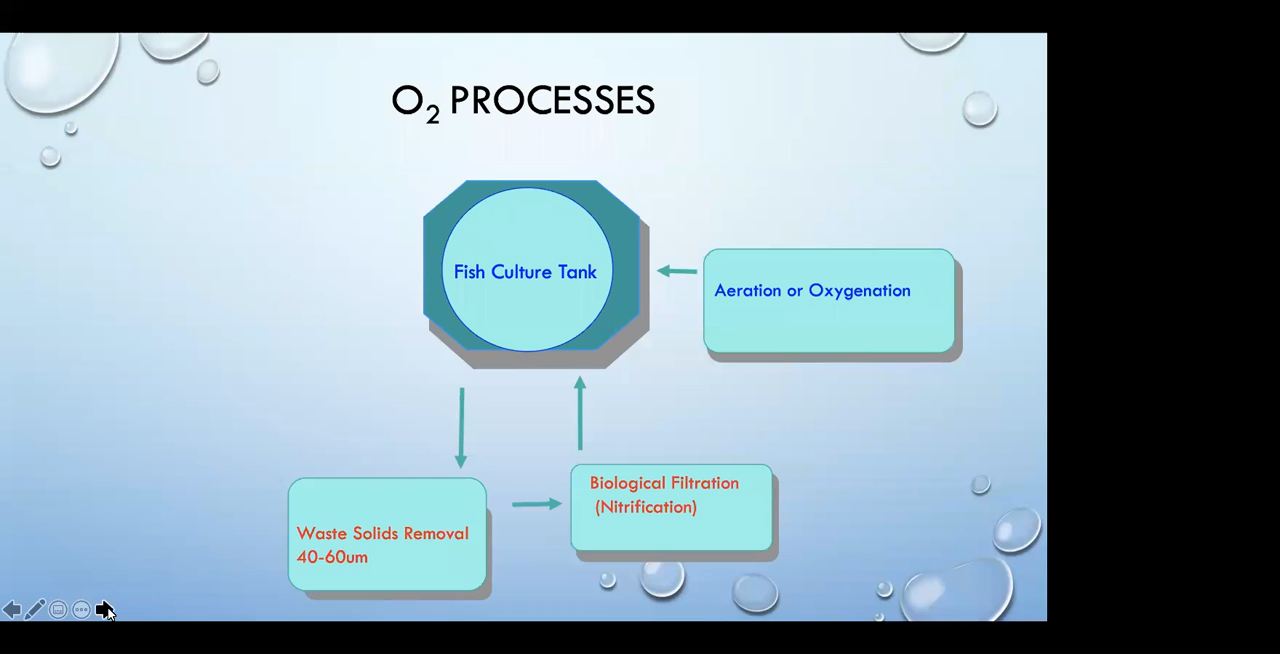 O₂ PROCESSES
Fish Culture Tank
Aeration or Oxygenation
Biological Filtration
(Nitrification)
Waste Solids Removal
40-60um